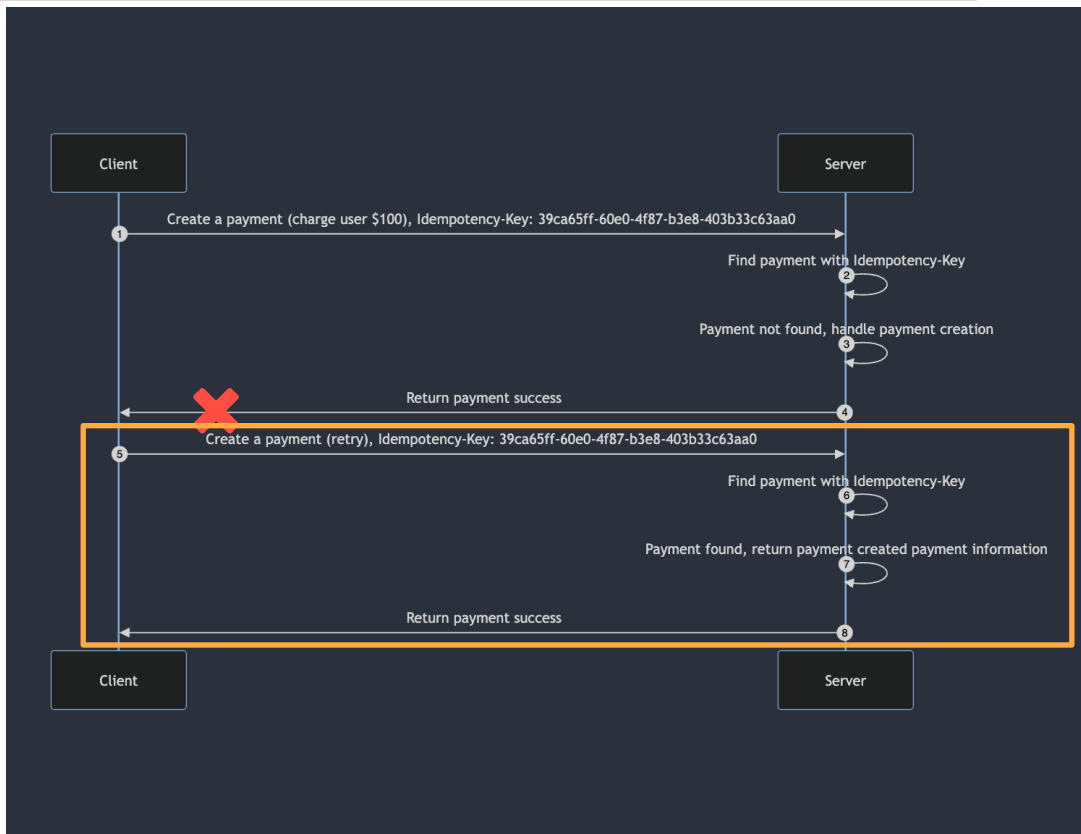 Client
Server
Create a payment (charge user $100), Idempotency-Key: 39ca65ff-60e0-4f87-b3e8-403b33c63aa0
1
Find payment with Idempotency-Key
2
Payment not found, handle payment creation
3
Return payment success
4
Create a payment (retry), Idempotency-Key: 39ca65ff-60e0-4f87-b3e8-403b33c63aa0
5
Find payment with Idempotency-Key
6
Payment found, return payment created payment information
7
Return payment success
8
Client
Server